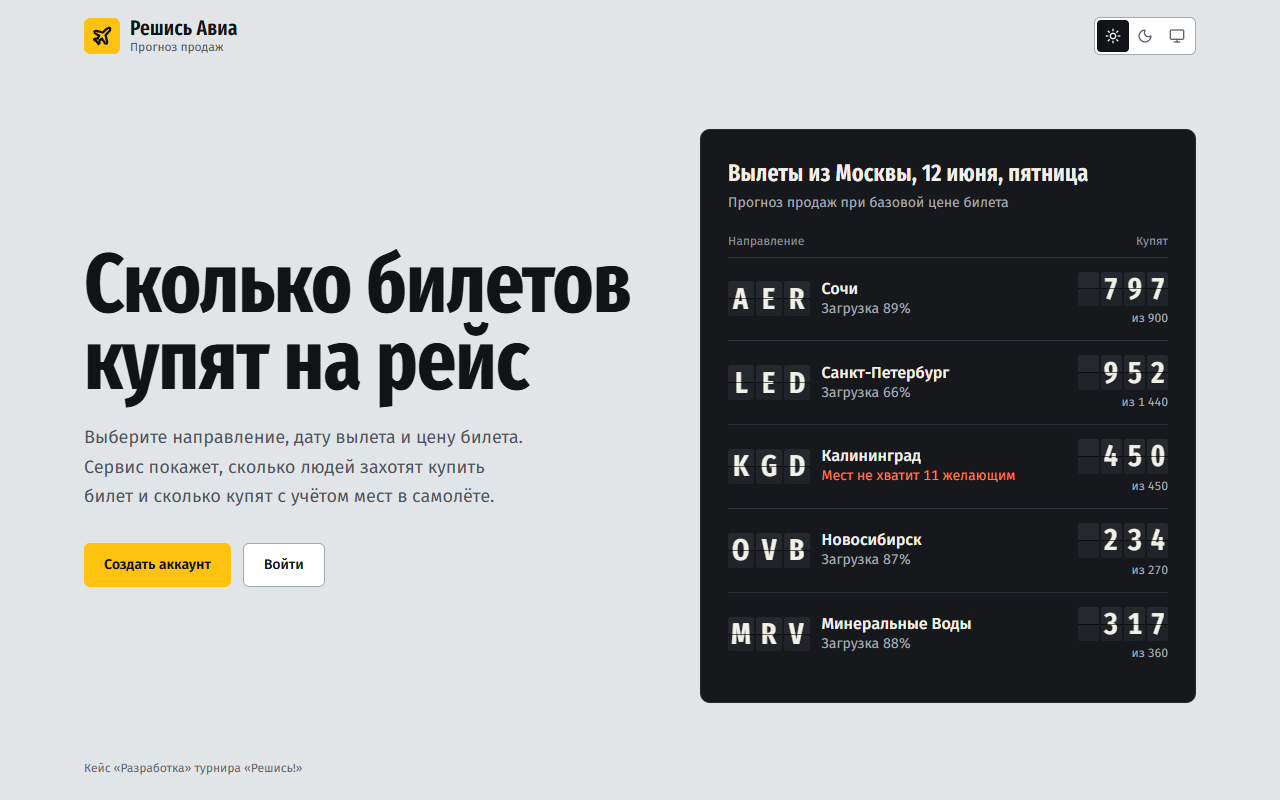 Решись Авиа
Прогноз продаж
Сколько билетов
купят на рейс
Выберите направление, дату вылета и цену билета.
Сервис покажет, сколько людей захотят купить
билет и сколько купят с учётом мест в самолёте.
Создать аккаунт
Войти
Вылеты из Москвы, 12 июня, пятница
Прогноз продаж при базовой цене билета
Направление
Купят
AER
Сочи
Загрузка 89%
797
из 900
LED
Санкт-Петербург
Загрузка 66%
952
из 1 440
KGD
Калининград
Мест не хватит 11 желающим
450
из 450
OVB
Новосибирск
Загрузка 87%
234
из 270
MRV
Минеральные Воды
Загрузка 88%
317
из 360
Кейс «Разработка» турнира «Решись!»